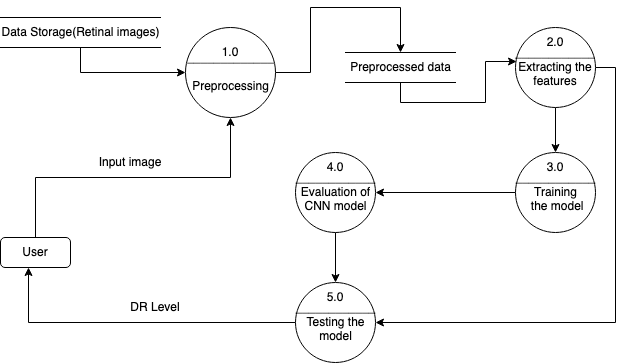 Data Storage(Retinal images)
1.0
Preprocessing
Preprocessed data
2.0
Extracting the
features
Input image
4.0
Evaluation of
CNN model
3.0
Training
the model
User
DR Level
5.0
Testing the
model